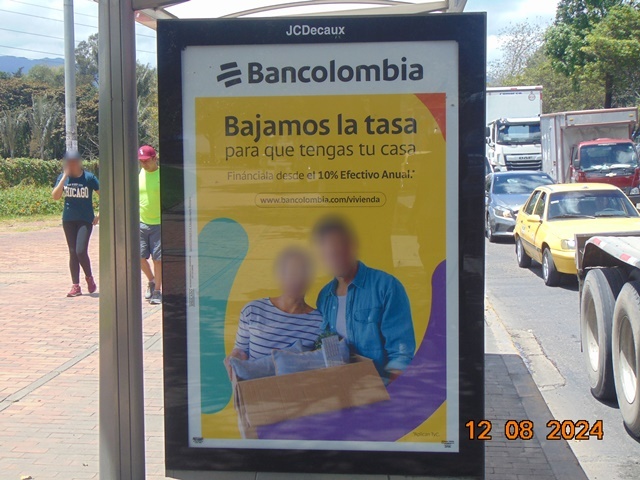 JCDecaux
Bancolombia
Bajamos la tasa
para que tengas tu casa
Fináncialа desde el 10% Efectivo Anual.*
www.bancolombia.com/vivienda
CHICAGO
12 08 2024